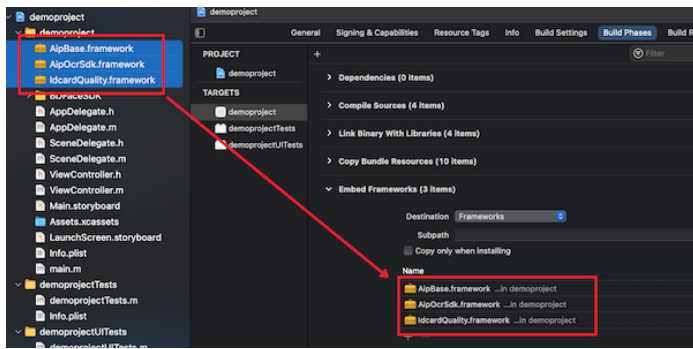 demoproject
demoproject
AipBase.framework
AipOcrSdk.framework
IdcardQuality.framework
BDFaceSDK
AppDelegate.h
AppDelegate.m
SceneDelegate.h
SceneDelegate.m
ViewController.h
ViewController.m
Main.storyboard
Assets.xcassets
LaunchScreen.storyboard
Info.plist
main.m
demoprojectTests
demoprojectTests.m
Info.plist
demoprojectUITests
demoprojectUITests.m
demoproject
General Signing & Capabilities Resource Tags Info Build Settings Build Phases Build R
PROJECT
demoproject
TARGETS
demoproject
demoprojectTests
demoprojectUITests
+
Filter
Dependencies (0 items)
Compile Sources (4 items)
Link Binary With Libraries (4 items)
Copy Bundle Resources (10 items)
Embed Frameworks (3 items)
Destination Frameworks
Subpath
Copy only when installing
Name
AipBase.framework ...in demoproject
AipOcrSdk.framework ...in demoproject
IdcardQuality.framework ...in demoproject
+